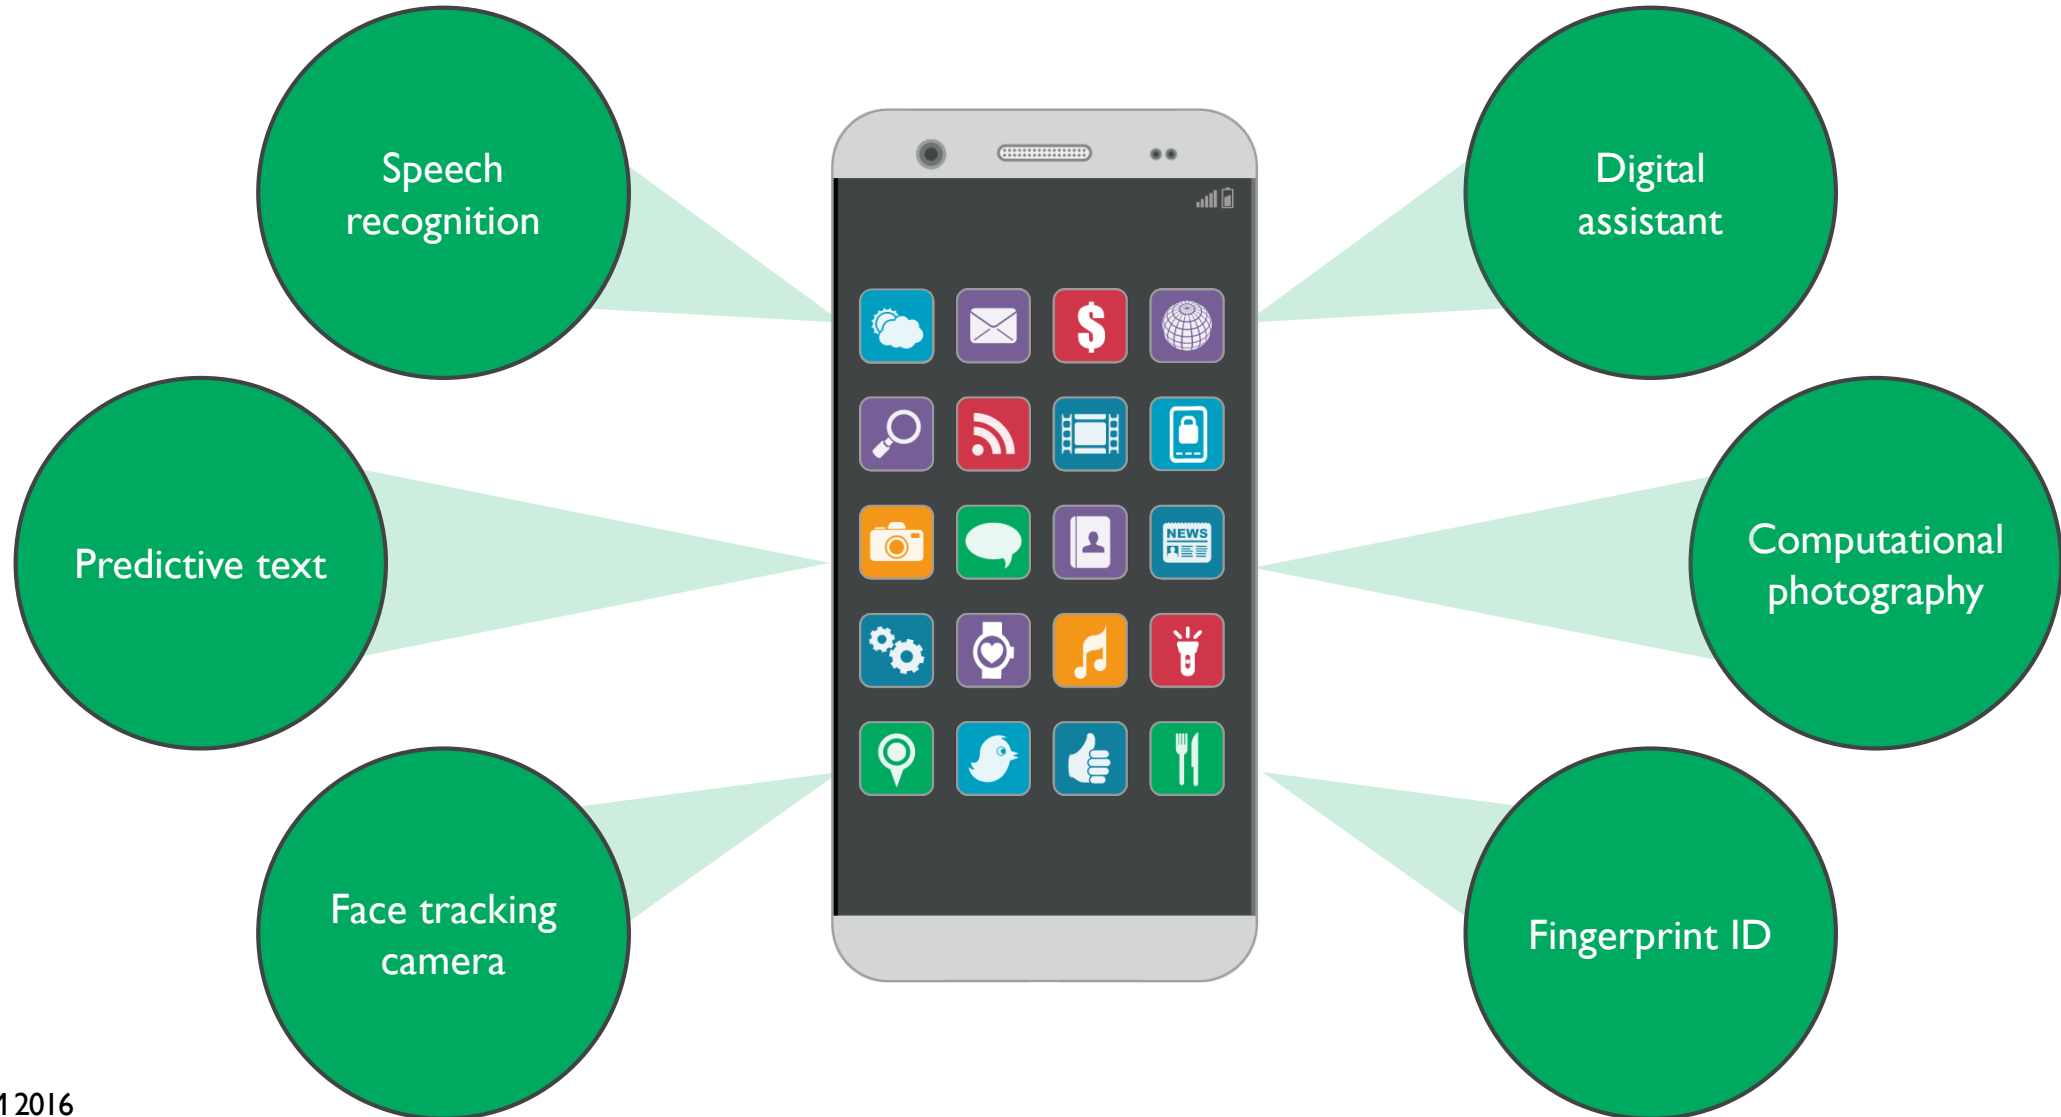 Speech
recognition
Digital
assistant
Predictive text
NEWS
Computational
photography
Face tracking
camera
Fingerprint ID
2016